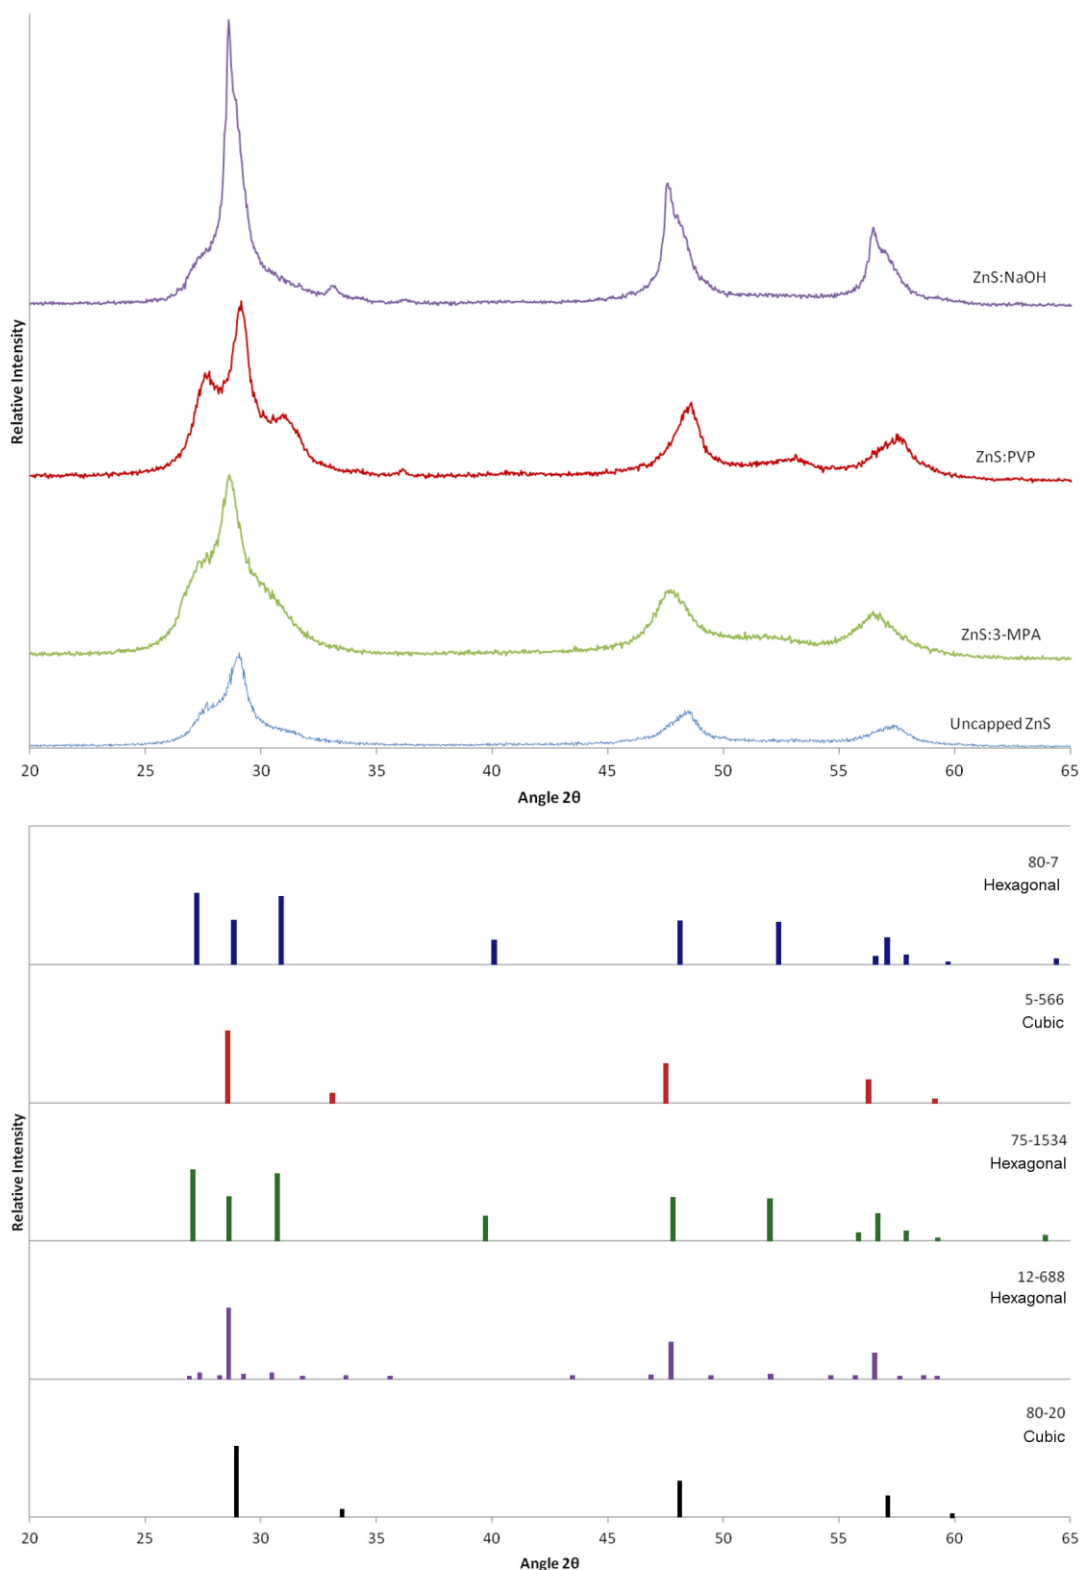 Relative Intensity
ZnS:NaOH
ZnS:PVP
ZnS:3-MPA
Uncapped ZnS
20 25 30 35 40 45 50 55 60 65
Angle 2θ
80-7
Hexagonal
5-566
Cubic
Relative Intensity
75-1534
Hexagonal
12-688
Hexagonal
80-20
Cubic
20 25 30 35 40 45 50 55 60 65
Angle 2θ